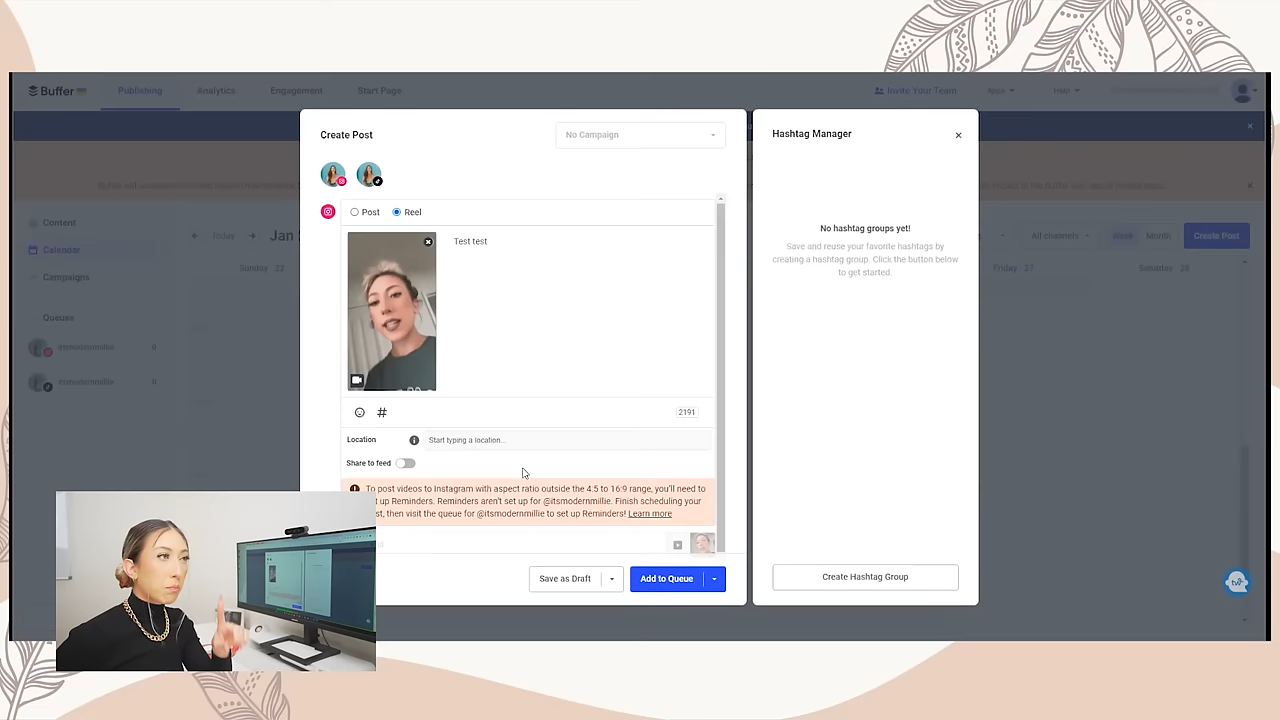 Buffer
Publishing
Analytics
Engagement
Start Page
Invite Your Team
Apps
Help
Create Post
No Campaign
Post
Reel
Test test
2191
Location
Start typing a location...
Share to feed
To post videos to Instagram with aspect ratio outside the 4:5 to 16:9 range, you'll need to
up Reminders. Reminders aren't set up for @itsmodernmillie. Finish scheduling your
st, then visit the queue for @itsmodernmillie to set up Reminders! Learn more
Save as Draft
Add to Queue
Hashtag Manager
No hashtag groups yet!
Save and reuse your favorite hashtags by
creating a hashtag group. Click the button below
to get started.
Create Hashtag Group
Content
Calendar
Campaigns
Queues
itsmodernmillie 0
itsmodernmillie 0
Today
Jan
Sunday 22
All channels
Week
Month
Create Post
Friday 27
Saturday 28